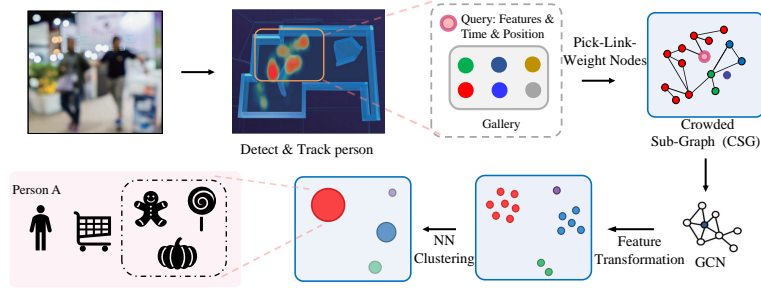 Query: Features &
Time & Position
Gallery
Detect & Track person
Pick-Link-
Weight Nodes
Crowded
Sub-Graph (CSG)
Person A
NN
Clustering
Feature
Transformation
GCN